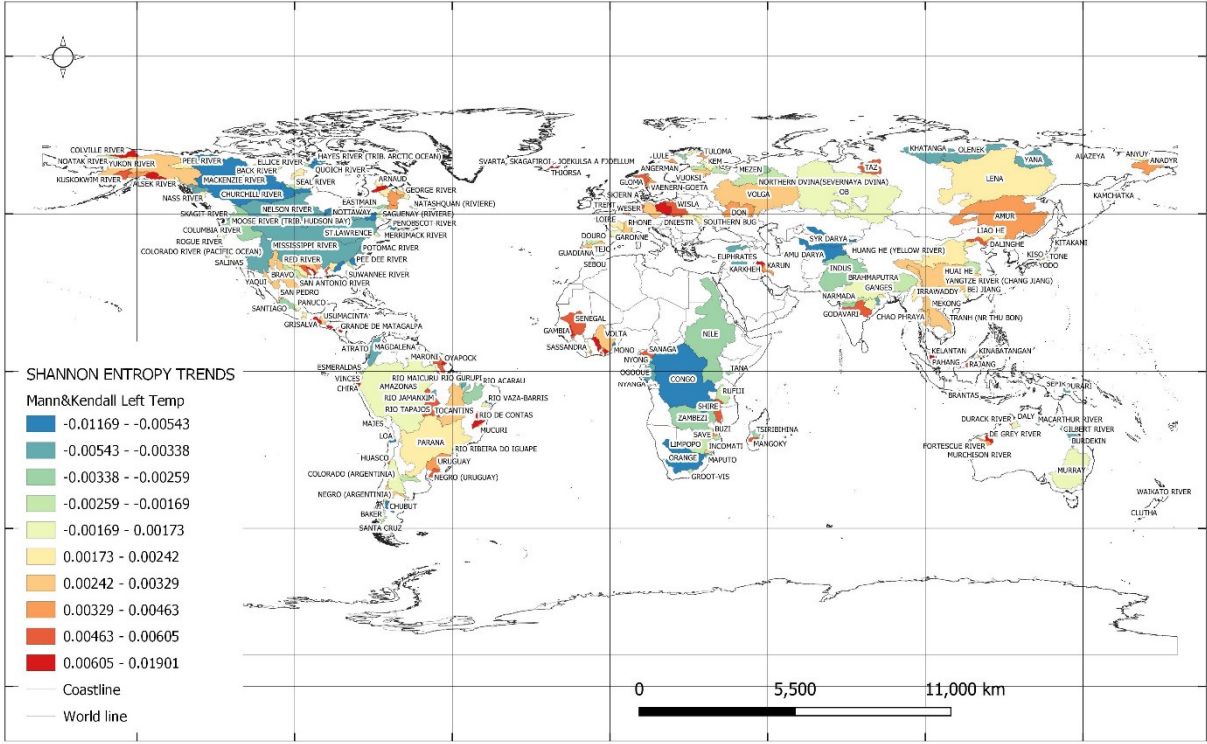 COLVILLE RIVER
NOATAK RIVER
YUKON RIVER
KUSKOKWIM RIVER
ALSEK RIVER
NASS RIVER
PEEL RIVER
ELLICE RIVER
HAYES RIVER (TRIB. ARCTIC OCEAN)
BACK RIVER
QUOICH RIVER
MACKENZIE RIVER
SEAL RIVER
ARNAUD
CHURCHILL RIVER
EASTMAIN
GEORGE RIVER
NATASHQUAN (RIVIERE)
NELSON RIVER
NOTTAWAY
SAGUENAY (RIVIERE)
SKAGIT RIVER
MOOSE RIVER (TRIB. HUDSON BAY)
PENOBSCOT RIVER
COLUMBIA RIVER
ST.LAWRENCE
MERRIMACK RIVER
ROGUE RIVER
MISSISSIPPI RIVER
POTOMAC RIVER
COLORADO RIVER (PACIFIC OCEAN)
PEE DEE RIVER
SALINAS
RED RIVER
SUWANNEE RIVER
YAQUI
BRAVO
SAN ANTONIO RIVER
SAN PEDRO
SANTIAGO
PANUCO
USUMACINTA
GRISALVA
GRANDE DE MATAGALPA
ATRATO
MAGDALENA
MARONI
OYAPOCK
ESMERALDAS
VINCES
CHIRA
RIO MAICURU
RIO GURUPI
RIO ACARAU
AMAZONAS
RIO JAMANXIM
RIO VAZA-BARRIS
RIO TAPAJOS
TOCANTINS
RIO DE CONTAS
MAJES
MUCURI
LOA
PARANA
RIO RIBEIRA DO IGUAPE
HUASCO
URUGUAY
COLORADO (ARGENTINIA)
NEGRO (URUGUAY)
NEGRO (ARGENTINIA)
CHUBUT
BAKER
SANTA CRUZ
SVARTA, SKAGAFIROI
JOEKULSA A FJOELLUM
THJORSA
LULE
TULOMA
KEM
ANGERMAN
MEZEN
VUOKSI
GLOMA
NORTHERN DVINA(SEVERNAYA DVINA)
VAENERN-GOETA
SKJERN A
OB
TRENT
WISLA
VOLGA
WESER
DON
LOIRE
DNIESTR
SOUTHERN BUG
RHONE
DOURO
GARONNE
TEJO
GUADIANA
SEBOU
TAZ
KHATANGA
OLENEK
YANA
ALAZEYA
ANYUY
ANADYR
LENA
KAMCHATKA
AMUR
LIAO HE
SYR DARYA
DALINGHE
KITAKANI
HUANG HE (YELLOW RIVER)
AMU DARYA
KISO
TONE
YODO
EUPHRATES
KARUN
KARKHEH
INDUS
HUAI HE
BRAHMAPUTRA
YANGTZE RIVER (CHANG JIANG)
GANGES
BEI JIANG
IRRAWADDY
NARMADA
MEKONG
GODAVARI
CHAO PHRAYA
TRANH (NR THU BON)
SENEGAL
GAMBIA
VOLTA
NILE
SASSANDRA
MONO
SANAGA
NYONG
KELANTAN
KINABATANGAN
PAHANG
RAJANG
OGOOUE
CONGO
TANA
NYANGA
SEPIK
PURARI
RUFIJI
BRANTAS
SHIRE
ZAMBEZI
DURACK RIVER
DALY
MACARTHUR RIVER
BUZI
TSIRIBIHINA
GILBERT RIVER
SAVE
DE GREY RIVER
LIMPOPO
MANGOKY
FORTESCUE RIVER
BURDEKIN
INCOMATI
MURCHISON RIVER
ORANGE
MAPUTO
MURRAY
GROOT-VIS
WAIKATO RIVER
CLUTHA
SHANNON ENTROPY TRENDS
Mann&Kendall Left Temp
-0.01169 - -0.00543
-0.00543 - -0.00338
-0.00338 - -0.00259
-0.00259 - -0.00169
-0.00169 - 0.00173
0.00173 - 0.00242
0.00242 - 0.00329
0.00329 - 0.00463
0.00463 - 0.00605
0.00605 - 0.01901
Coastline
World line
0 5,500 11,000 km